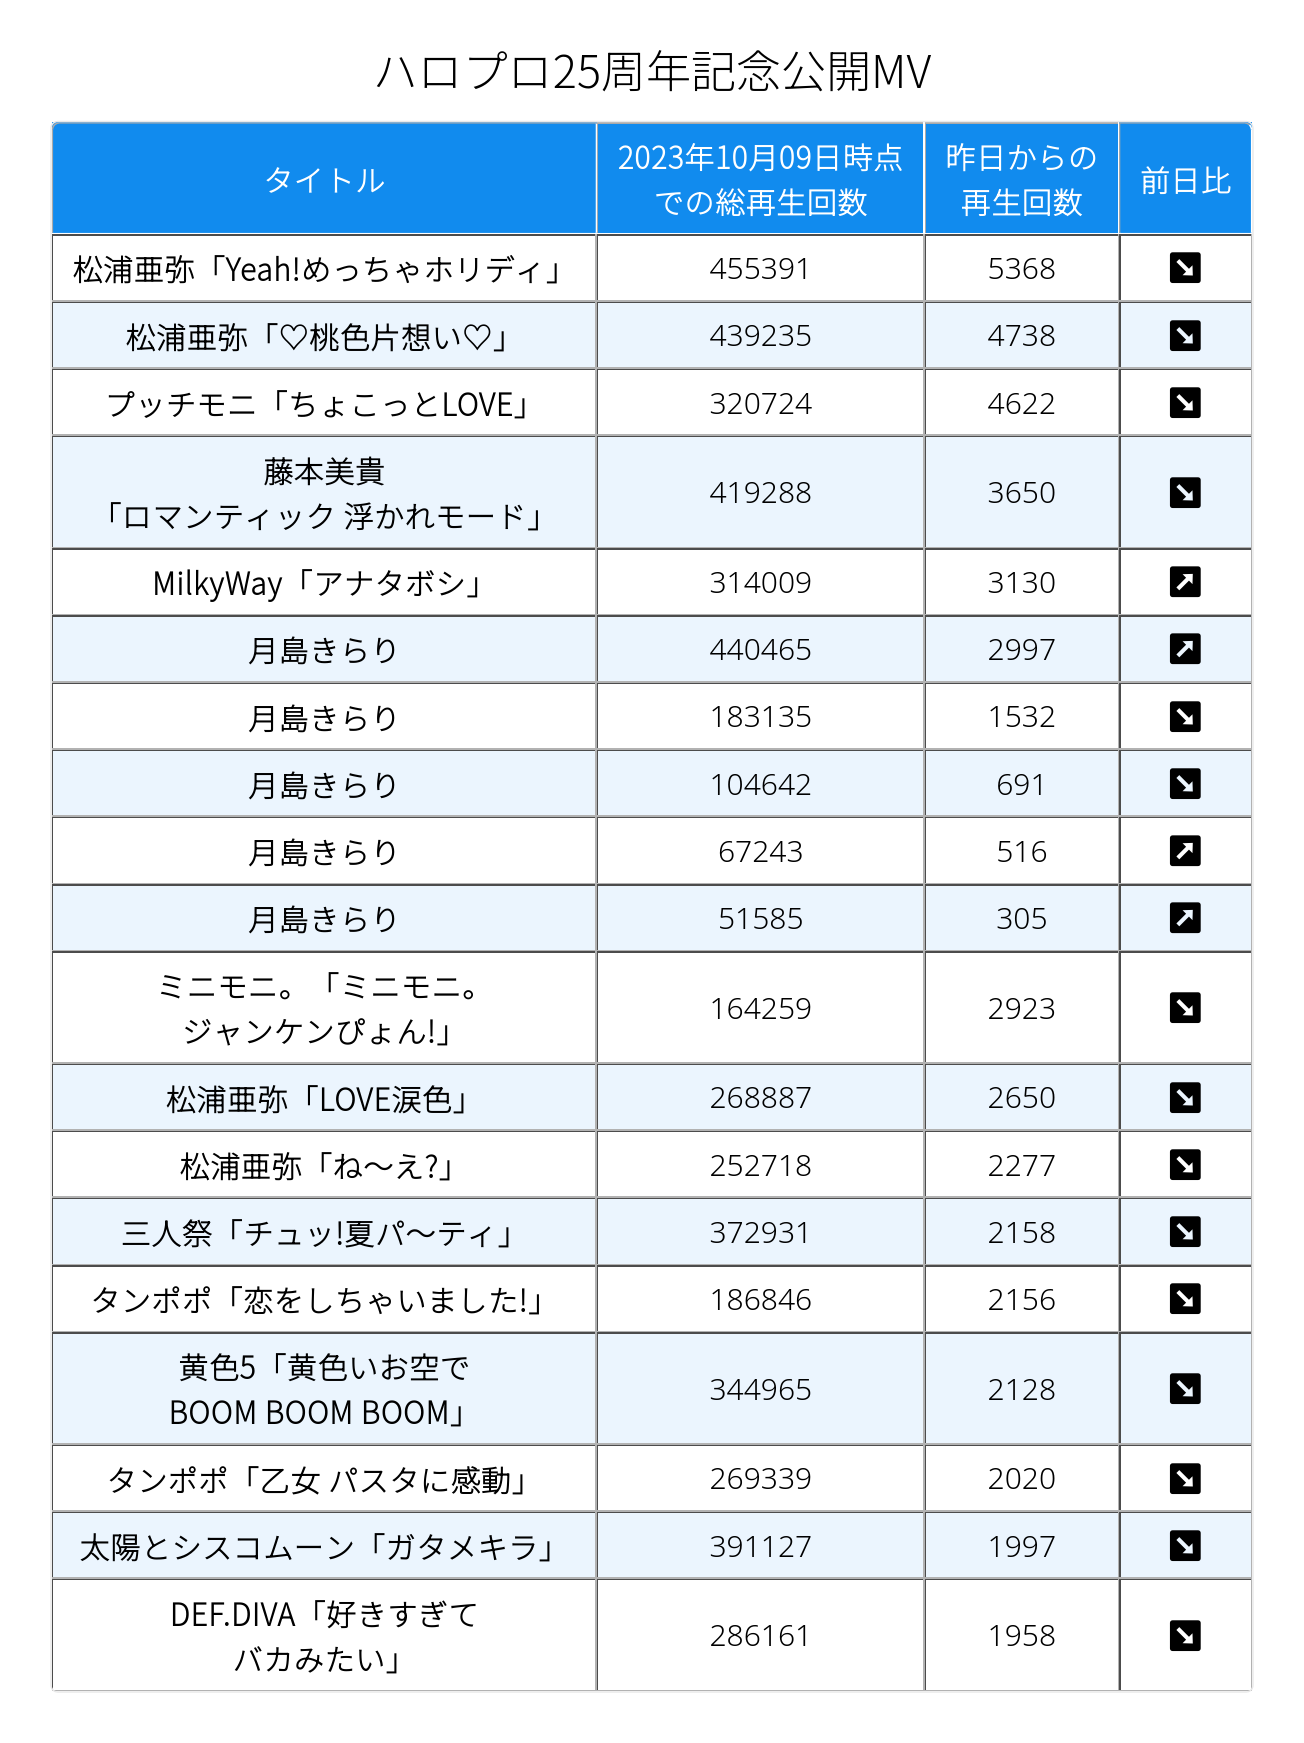 ハロプロ25周年記念公開MV
タイトル
2023年10月09日時点
での総再生回数
昨日からの
再生回数
前日比
松浦亜弥「Yeah!めっちゃホリディ」 455391 5368 ↘
松浦亜弥「♡桃色片想い♡」 439235 4738 ↘
プッチモニ「ちょこっとLOVE」 320724 4622 ↘
藤本美貴
「ロマンティック 浮かれモード」 419288 3650 ↘
MilkyWay「アナタボシ」 314009 3130 ↗
月島きらり 440465 2997 ↗
月島きらり 183135 1532 ↘
月島きらり 104642 691 ↘
月島きらり 67243 516 ↗
月島きらり 51585 305 ↗
ミニモニ。「ミニモニ。
ジャンケンぴょん!」 164259 2923 ↘
松浦亜弥「LOVE涙色」 268887 2650 ↘
松浦亜弥「ね～え?」 252718 2277 ↘
三人祭「チュッ!夏パ～ティ」 372931 2158 ↘
タンポポ「恋をしちゃいました!」 186846 2156 ↘
黄色5「黄色いお空で
BOOM BOOM BOOM」 344965 2128 ↘
タンポポ「乙女 パスタに感動」 269339 2020 ↘
太陽とシスコムーン「ガタメキラ」 391127 1997 ↘
DEF.DIVA「好きすぎて
バカみたい」 286161 1958 ↘